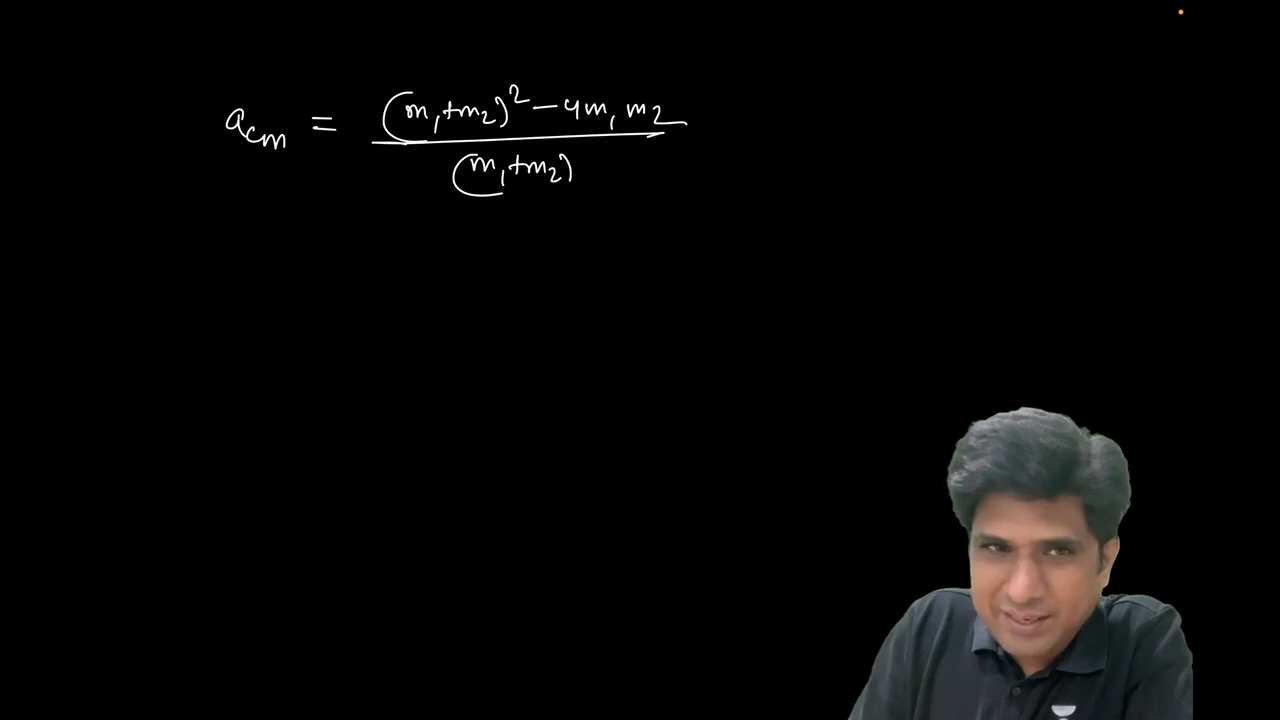 a_cm = ((m₁+m₂)² − 4m₁m₂) / (m₁+m₂)